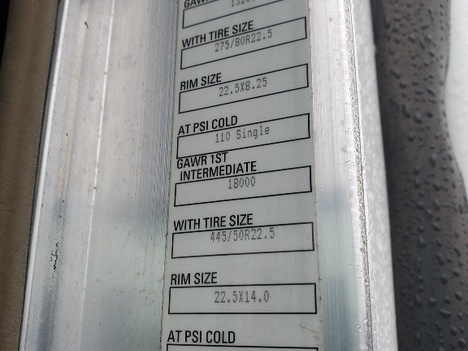 WITH TIRE SIZE
275/80R22.5
RIM SIZE
22.5X8.25
AT PSI COLD
110 Single
GAWR 1ST
INTERMEDIATE
18000
WITH TIRE SIZE
445/50R22.5
RIM SIZE
22.5X14.0
AT PSI COLD